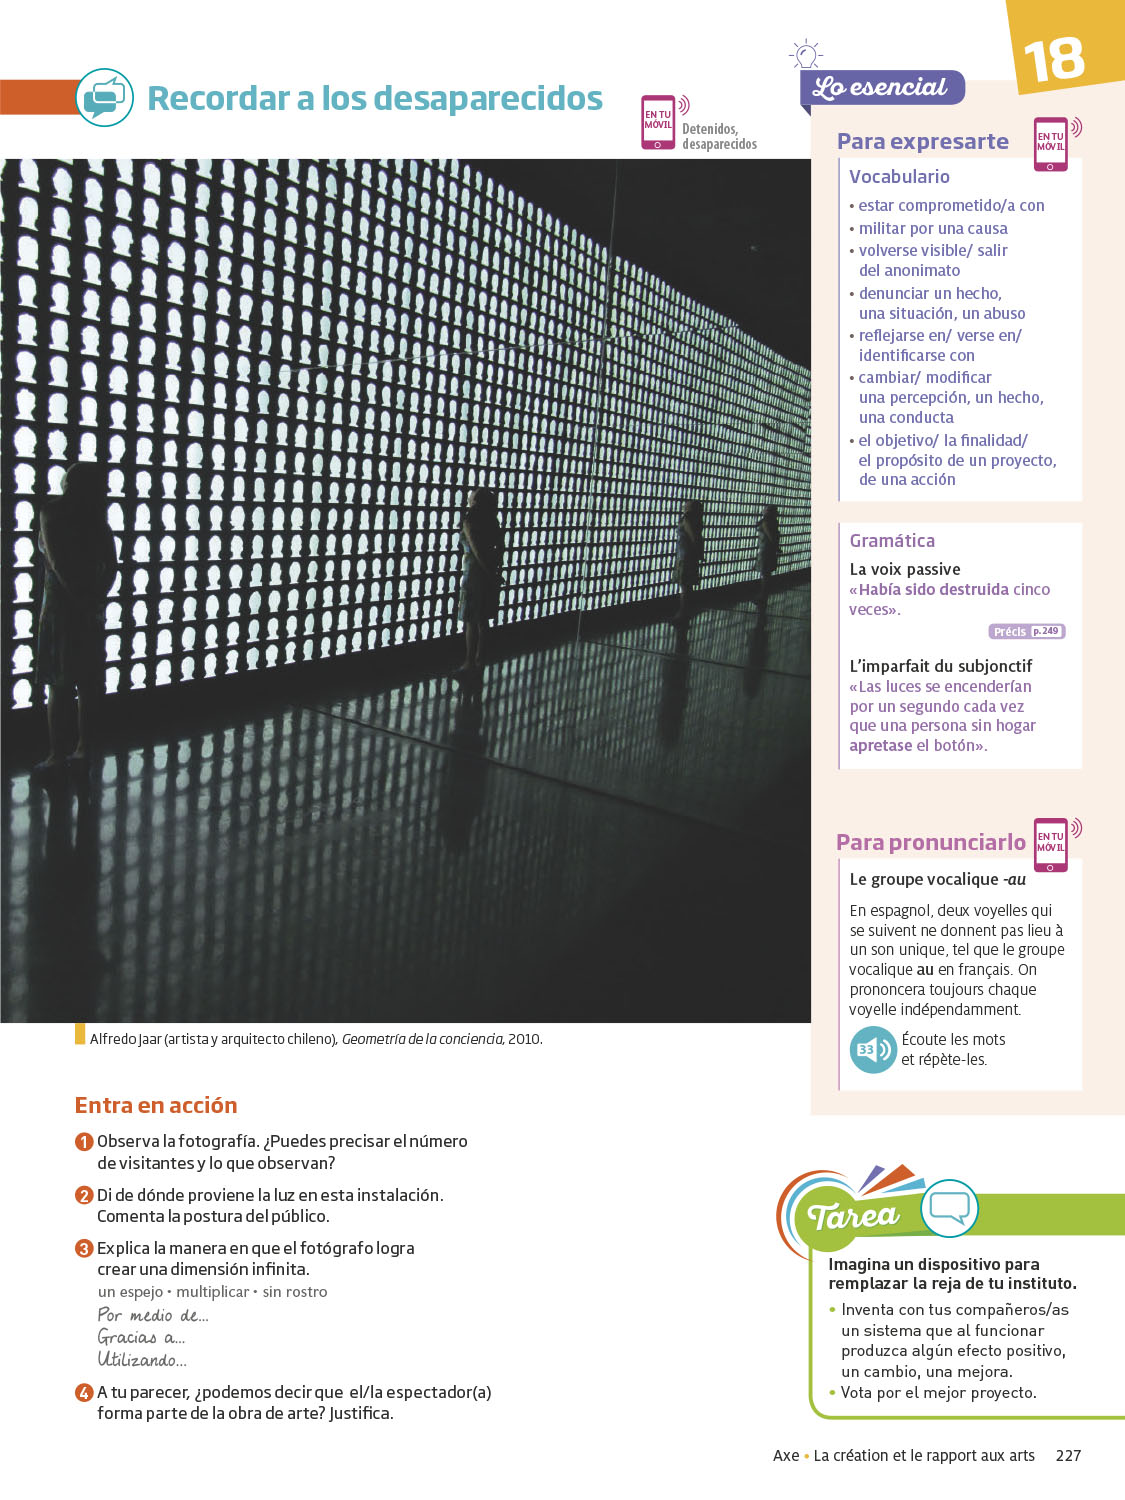 18
Recordar a los desaparecidos
EN TU
MÓVIL
Detenidos,
desaparecidos
Lo esencial
Para expresarte
EN TU
MÓVIL
Vocabulario
• estar comprometido/a con
• militar por una causa
• volverse visible/ salir
del anonimato
• denunciar un hecho,
una situación, un abuso
• reflejarse en/ verse en/
identificarse con
• cambiar/ modificar
una percepción, un hecho,
una conducta
• el objetivo/ la finalidad/
el propósito de un proyecto,
de una acción
Gramática
La voix passive
«Había sido destruida cinco
veces».
Précis p. 249
L'imparfait du subjonctif
«Las luces se encenderían
por un segundo cada vez
que una persona sin hogar
apretase el botón».
Para pronunciarlo
EN TU
MÓVIL
Le groupe vocalique -au
En espagnol, deux voyelles qui
se suivent ne donnent pas lieu à
un son unique, tel que le groupe
vocalique au en français. On
prononcera toujours chaque
voyelle indépendamment.
33
Écoute les mots
et répète-les.
Alfredo Jaar (artista y arquitecto chileno), Geometría de la conciencia, 2010.
Entra en acción
1 Observa la fotografía. ¿Puedes precisar el número
de visitantes y lo que observan?
2 Di de dónde proviene la luz en esta instalación.
Comenta la postura del público.
3 Explica la manera en que el fotógrafo logra
crear una dimensión infinita.
un espejo • multiplicar • sin rostro
Por medio de...
Gracias a...
Utilizando...
4 A tu parecer, ¿podemos decir que el/la espectador(a)
forma parte de la obra de arte? Justifica.
Tarea
Imagina un dispositivo para
remplazar la reja de tu instituto.
• Inventa con tus compañeros/as
un sistema que al funcionar
produzca algún efecto positivo,
un cambio, una mejora.
• Vota por el mejor proyecto.
Axe • La création et le rapport aux arts 227